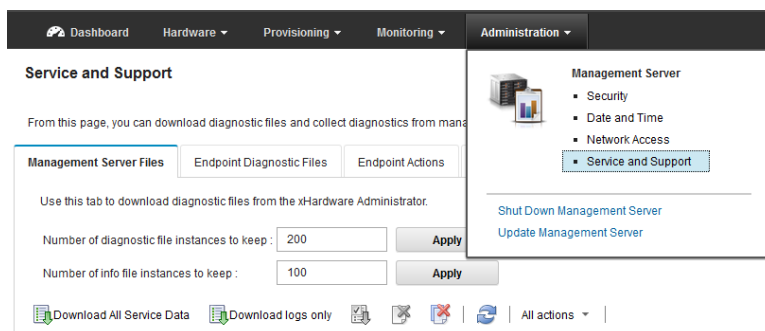 Dashboard Hardware Provisioning Monitoring Administration
Service and Support
Management Server
Security
Date and Time
Network Access
Service and Support
Shut Down Management Server
Update Management Server
From this page, you can download diagnostic files and collect diagnostics from mana
Management Server Files Endpoint Diagnostic Files Endpoint Actions
Use this tab to download diagnostic files from the xHardware Administrator.
Number of diagnostic file instances to keep : 200 Apply
Number of info file instances to keep : 100 Apply
Download All Service Data Download logs only All actions